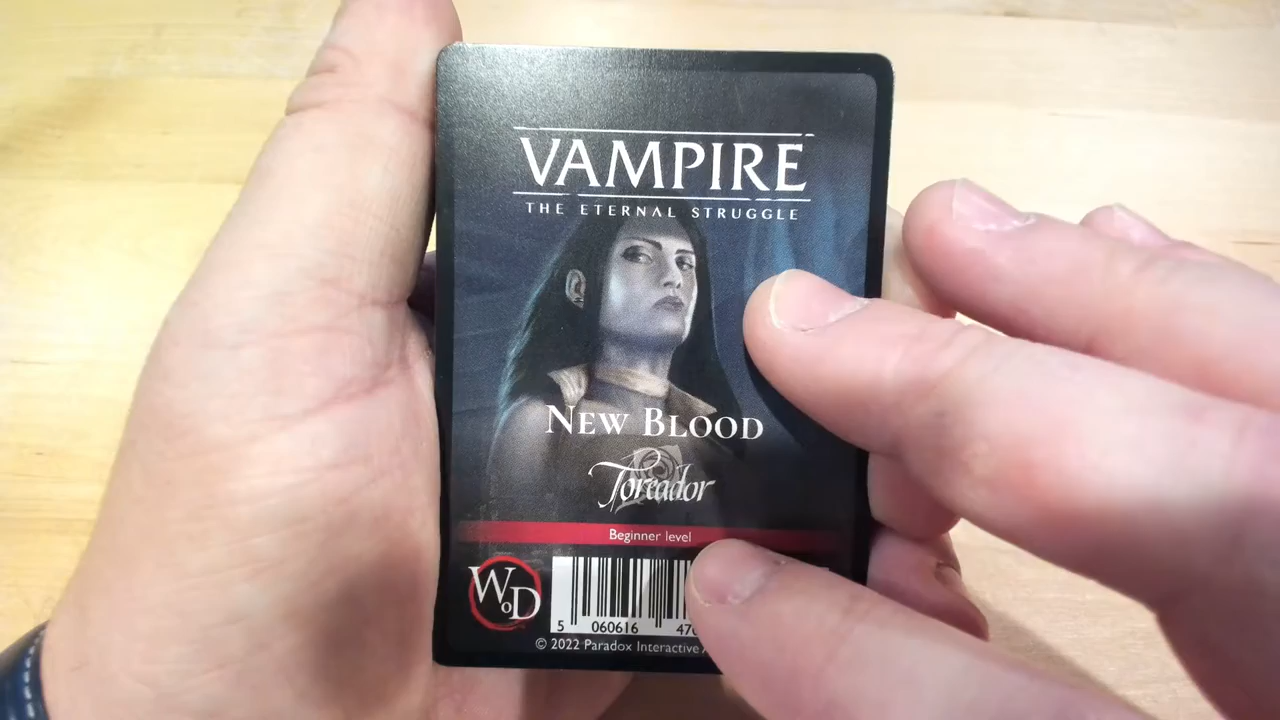 VAMPIRE
THE ETERNAL STRUGGLE
NEW BLOOD
Toreador
Beginner level
WoD
5 060616 47
© 2022 Paradox Interactive